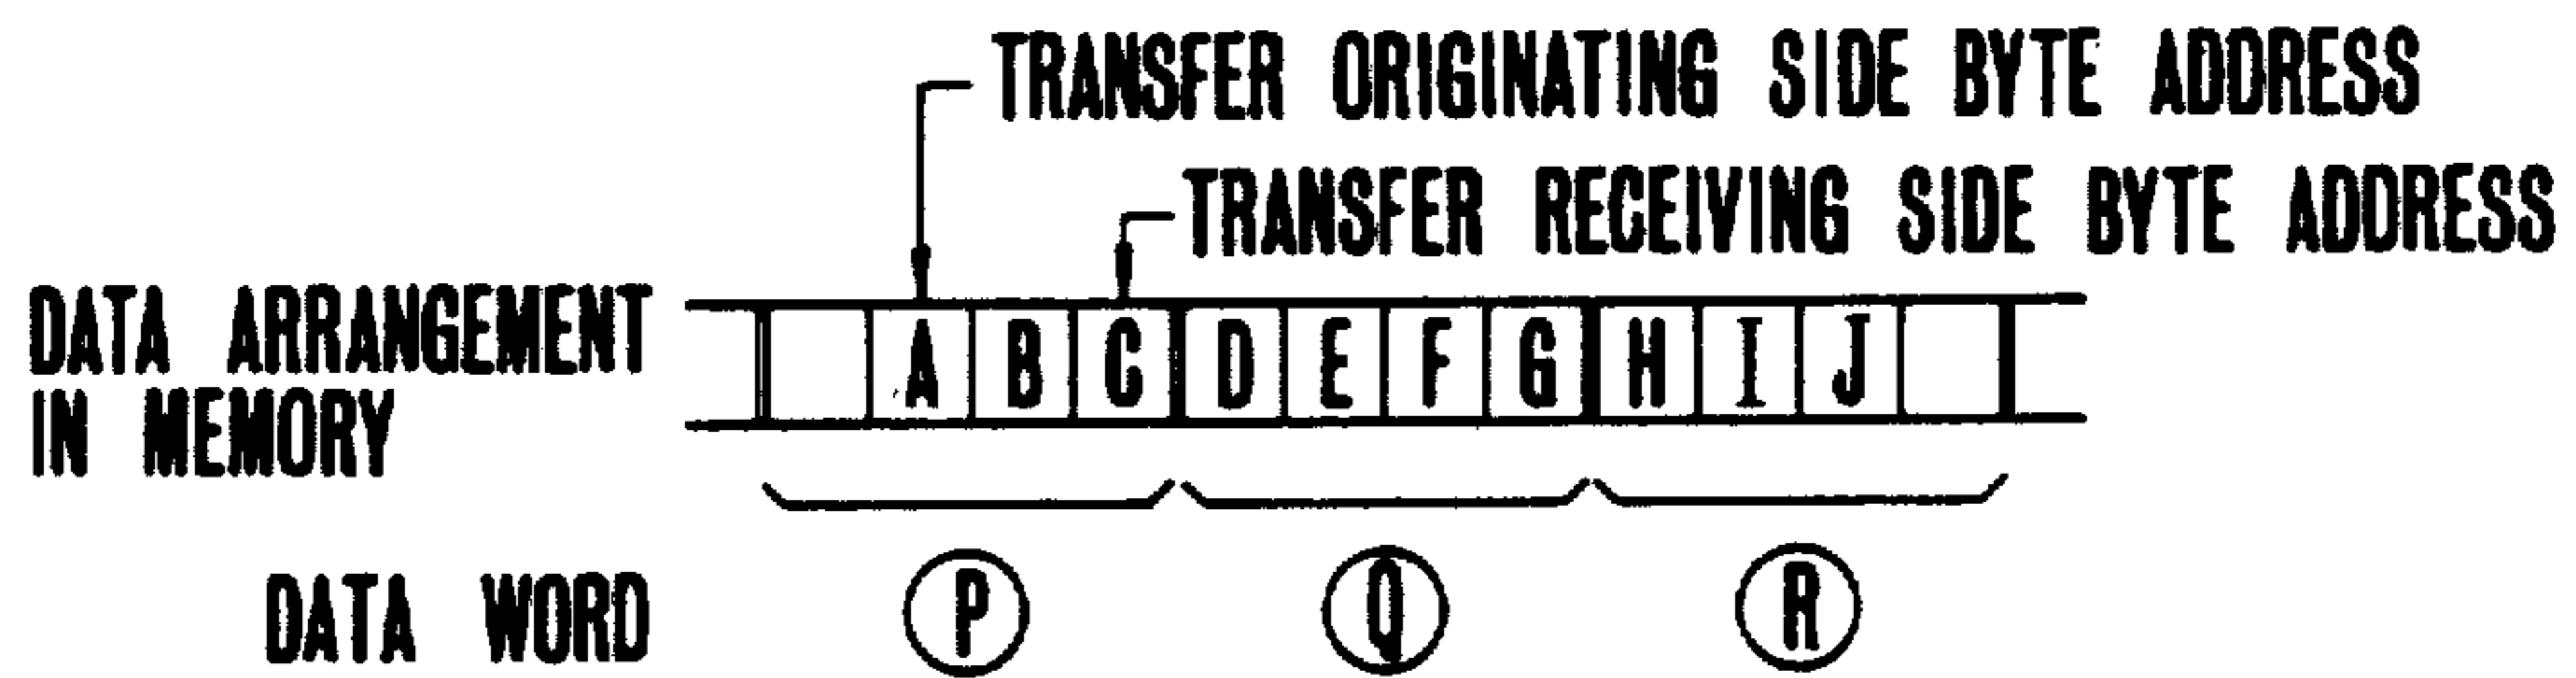 TRANSFER ORIGINATING SIDE BYTE ADDRESS
TRANSFER RECEIVING SIDE BYTE ADDRESS
DATA ARRANGEMENT
IN MEMORY
A B C D E F G H I J
DATA WORD
P Q R